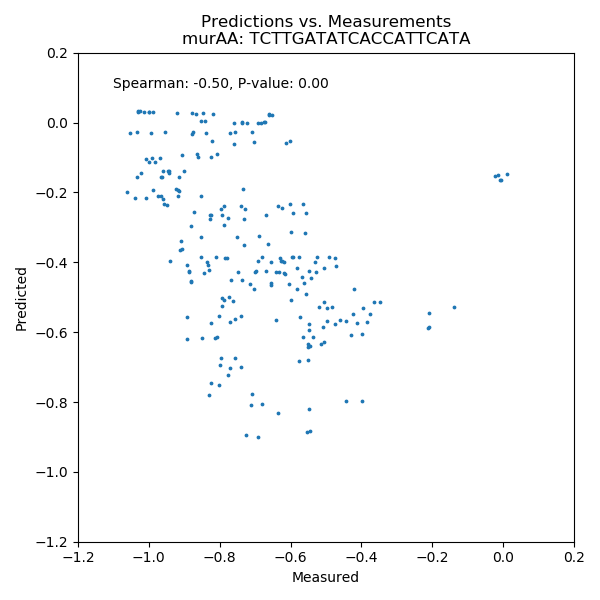 Predictions vs. Measurements
murAA: TCTTGATATCACCATTCATA
Spearman: -0.50, P-value: 0.00
0.2
0.0
−0.2
−0.4
−0.6
−0.8
−1.0
−1.2
Predicted
−1.2 −1.0 −0.8 −0.6 −0.4 −0.2 0.0 0.2
Measured